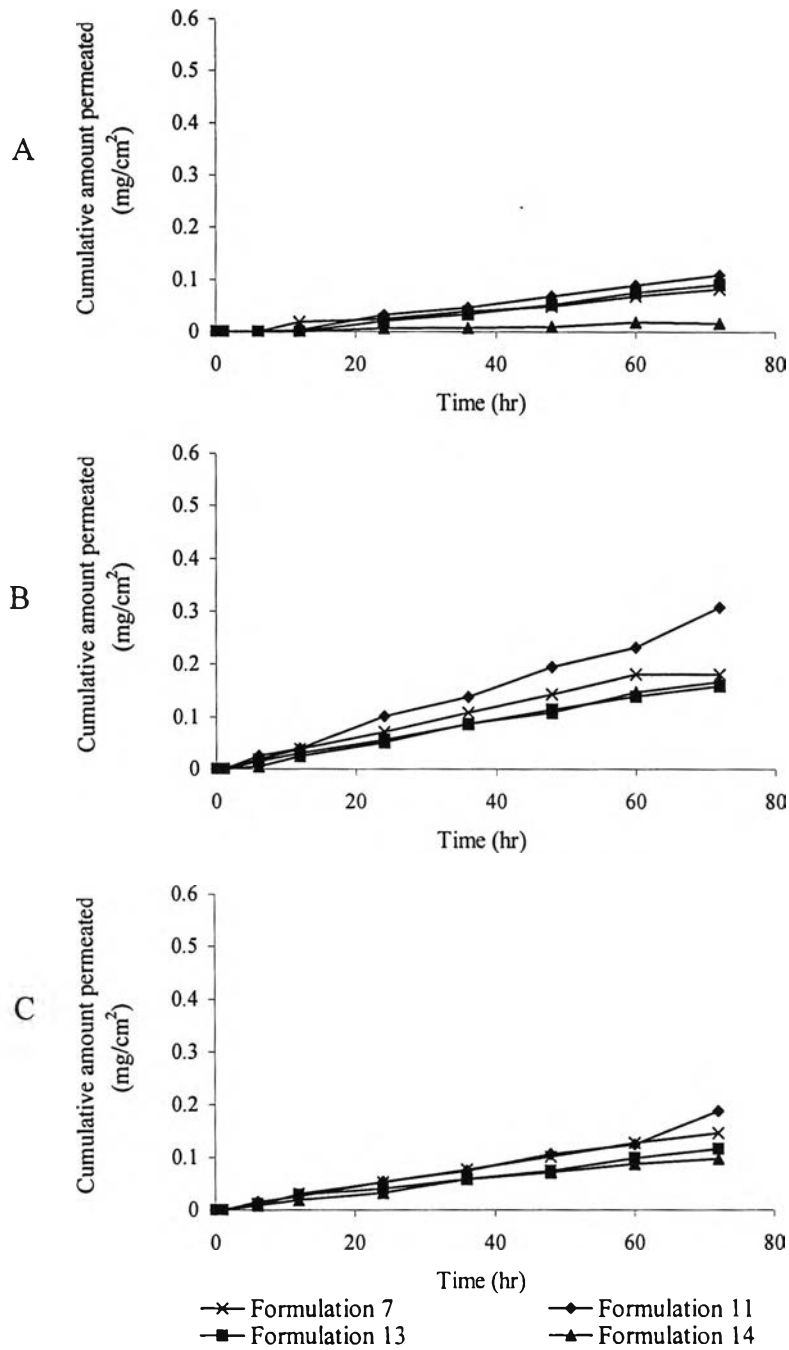 A
Cumulative amount permeated
(mg/cm²)
0.6
0.5
0.4
0.3
0.2
0.1
0
0 20 40 60 80
Time (hr)
B
Cumulative amount permeated
(mg/cm²)
0.6
0.5
0.4
0.3
0.2
0.1
0
0 20 40 60 80
Time (hr)
C
Cumulative amount permeated
(mg/cm²)
0.6
0.5
0.4
0.3
0.2
0.1
0
0 20 40 60 80
Time (hr)
Formulation 7 Formulation 11
Formulation 13 Formulation 14